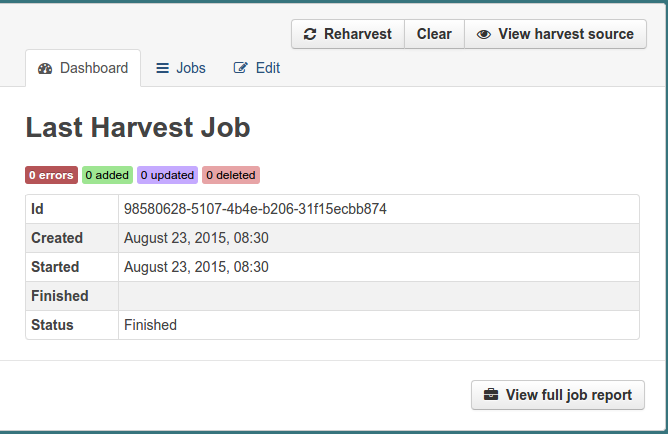 Reharvest Clear View harvest source
Dashboard Jobs Edit
Last Harvest Job
0 errors 0 added 0 updated 0 deleted
Id 98580628-5107-4b4e-b206-31f15ecbb874
Created August 23, 2015, 08:30
Started August 23, 2015, 08:30
Finished
Status Finished
View full job report